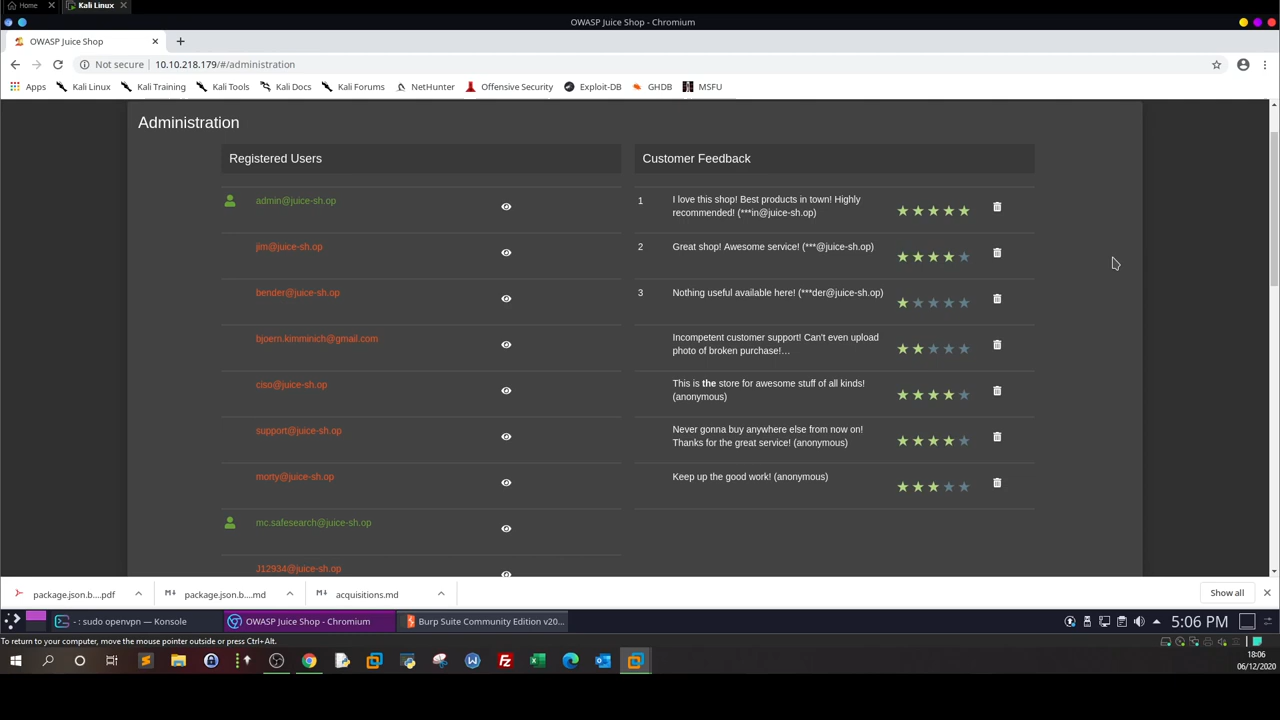 Home
Kali Linux
OWASP Juice Shop - Chromium
OWASP Juice Shop
Not secure
10.10.218.179/#/administration
Apps
Kali Linux
Kali Training
Kali Tools
Kali Docs
Kali Forums
NetHunter
Offensive Security
Exploit-DB
GHDB
MSFU
Administration
Registered Users
admin@juice-sh.op
jim@juice-sh.op
bender@juice-sh.op
bjoern.kimminich@gmail.com
ciso@juice-sh.op
support@juice-sh.op
morty@juice-sh.op
mc.safesearch@juice-sh.op
J12934@juice-sh.op
Customer Feedback
1
I love this shop! Best products in town! Highly
recommended! (***in@juice-sh.op)
2
Great shop! Awesome service! (***@juice-sh.op)
3
Nothing useful available here! (***der@juice-sh.op)
Incompetent customer support! Can't even upload
photo of broken purchase!…
This is the store for awesome stuff of all kinds!
(anonymous)
Never gonna buy anywhere else from now on!
Thanks for the great service! (anonymous)
Keep up the good work! (anonymous)
package.json.b....pdf
package.json.b....md
acquisitions.md
Show all
- : sudo openvpn — Konsole
OWASP Juice Shop - Chromium
Burp Suite Community Edition v20...
5:06 PM
To return to your computer, move the mouse pointer outside or press Ctrl+Alt.
18:06
06/12/2020